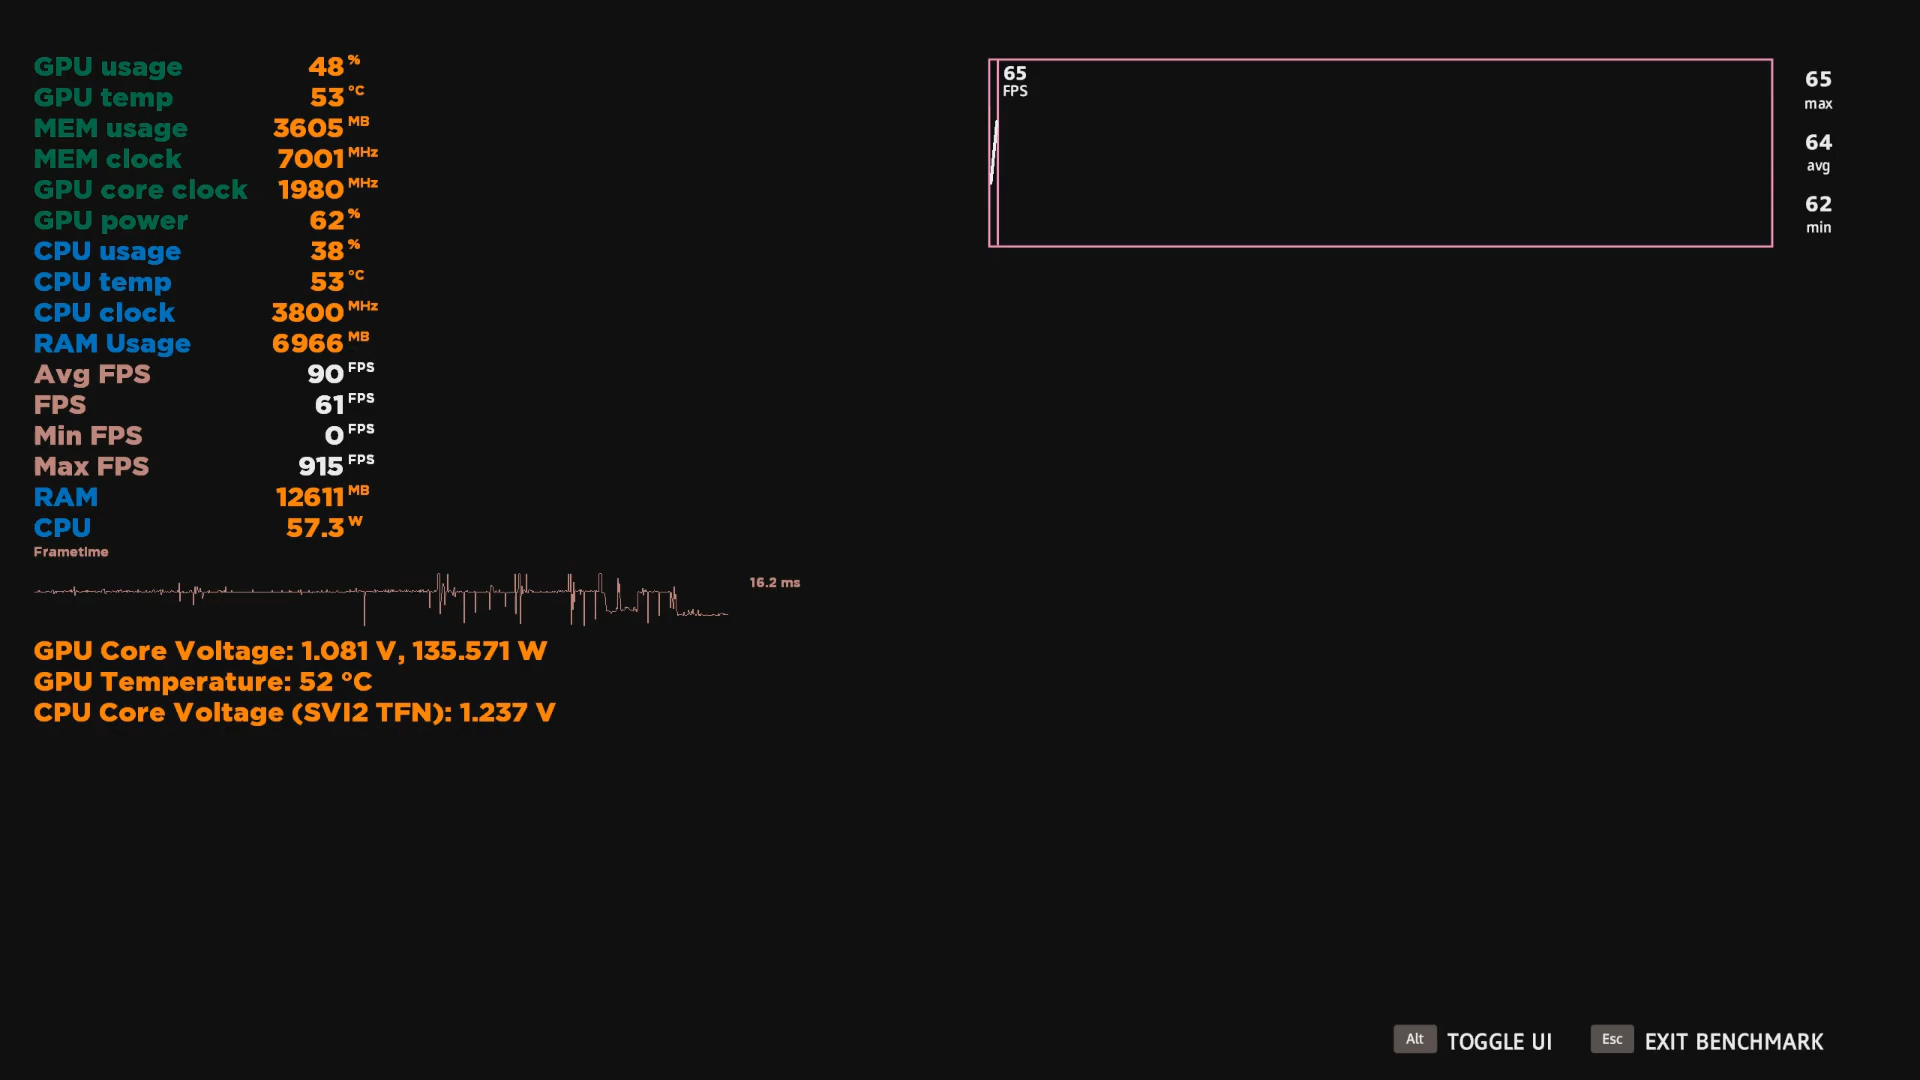 GPU usage 48 %
GPU temp 53 °C
MEM usage 3605 MB
MEM clock 7001 MHz
GPU core clock 1980 MHz
GPU power 62 %
CPU usage 38 %
CPU temp 53 °C
CPU clock 3800 MHz
RAM Usage 6966 MB
Avg FPS 90 FPS
FPS 61 FPS
Min FPS 0 FPS
Max FPS 915 FPS
RAM 12611 MB
CPU 57.3 W
Frametime
16.2 ms
GPU Core Voltage: 1.081 V, 135.571 W
GPU Temperature: 52 °C
CPU Core Voltage (SVI2 TFN): 1.237 V
65
FPS
65
max
64
avg
62
min
Alt TOGGLE UI Esc EXIT BENCHMARK